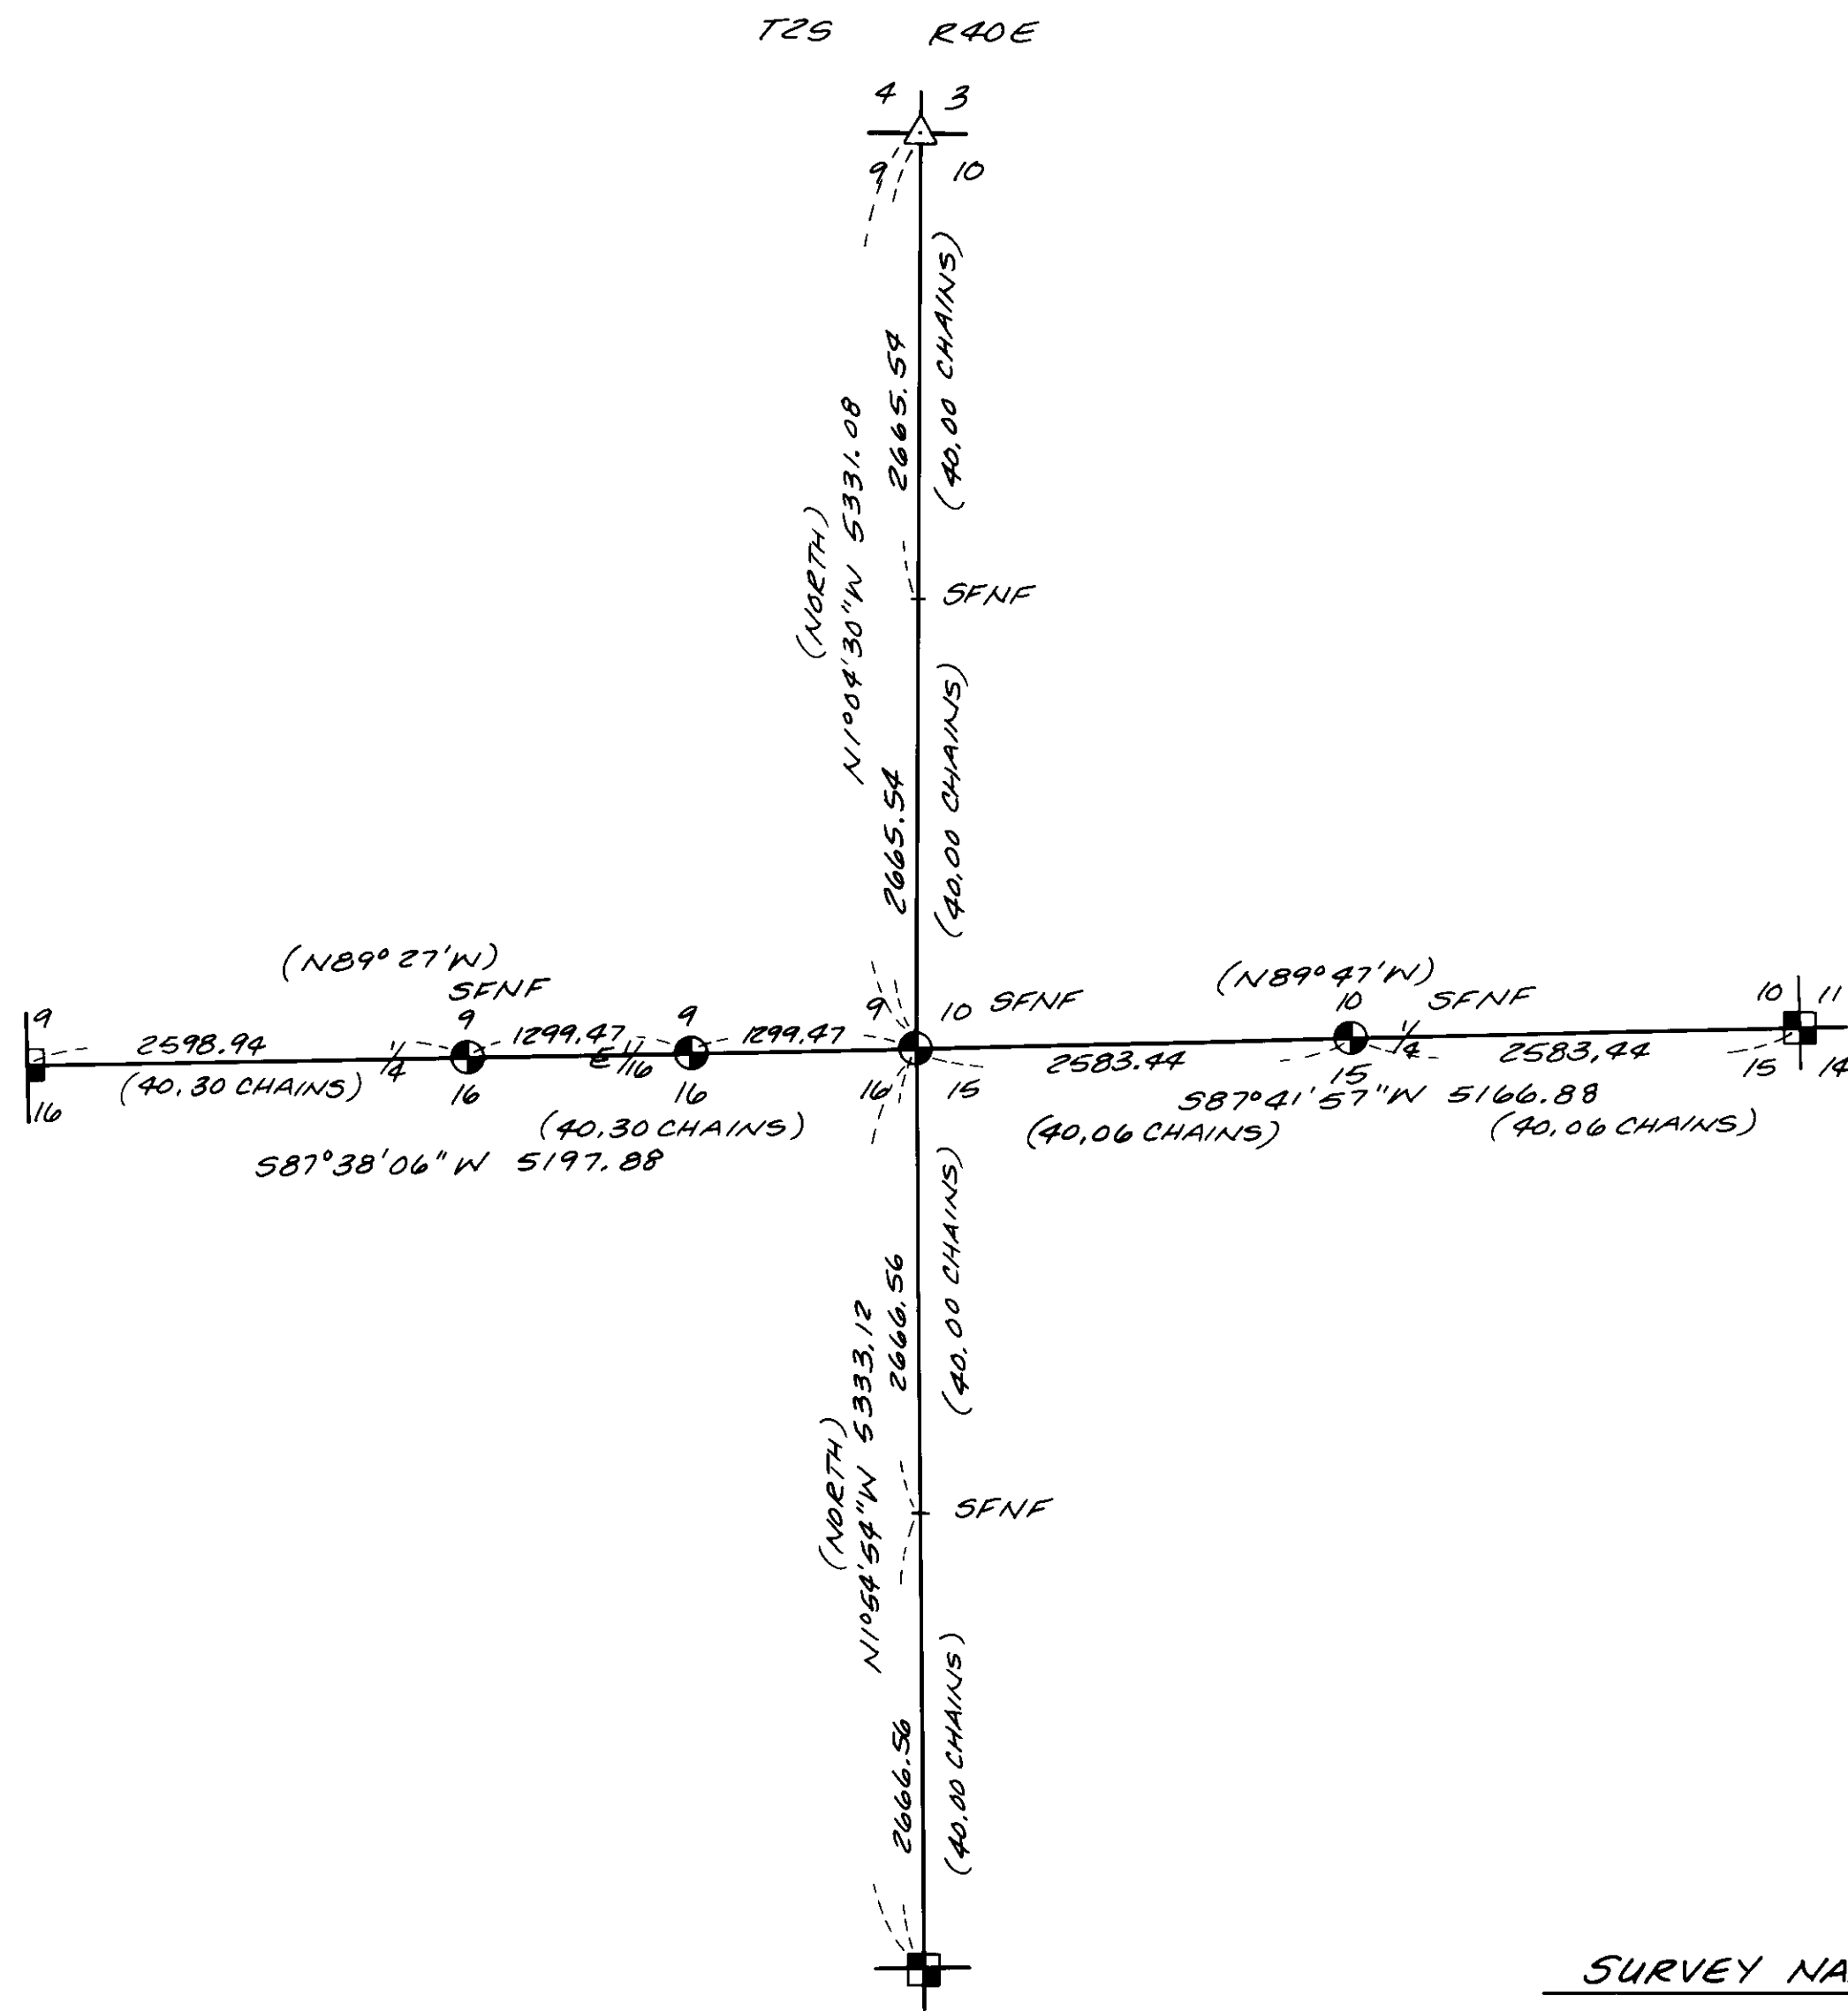 T2S R40E
4 3
9 10
(40.00 CHAINS)
2665.54
N1°04'30"W 5331.08
(NORTH)
SFNF
(40.00 CHAINS)
2665.54
(N89°27'W)
SFNF
(N89°47'W)
9
2598.94
1/4
9
1299.47
E 1/16
9
1299.47
9 10 SFNF
10
SFNF
10 11
(40.30 CHAINS)
16
16
16
16 15
2583.44
15
1/4
2583.44
15 14
(40.30 CHAINS)
S87°38'06"W 5197.88
(40.06 CHAINS)
S87°41'57"W 5166.88
(40.06 CHAINS)
(40.00 CHAINS)
2666.56
N1°54'54"W 5333.12
(NORTH)
SFNF
(40.00 CHAINS)
2666.56
SURVEY NA